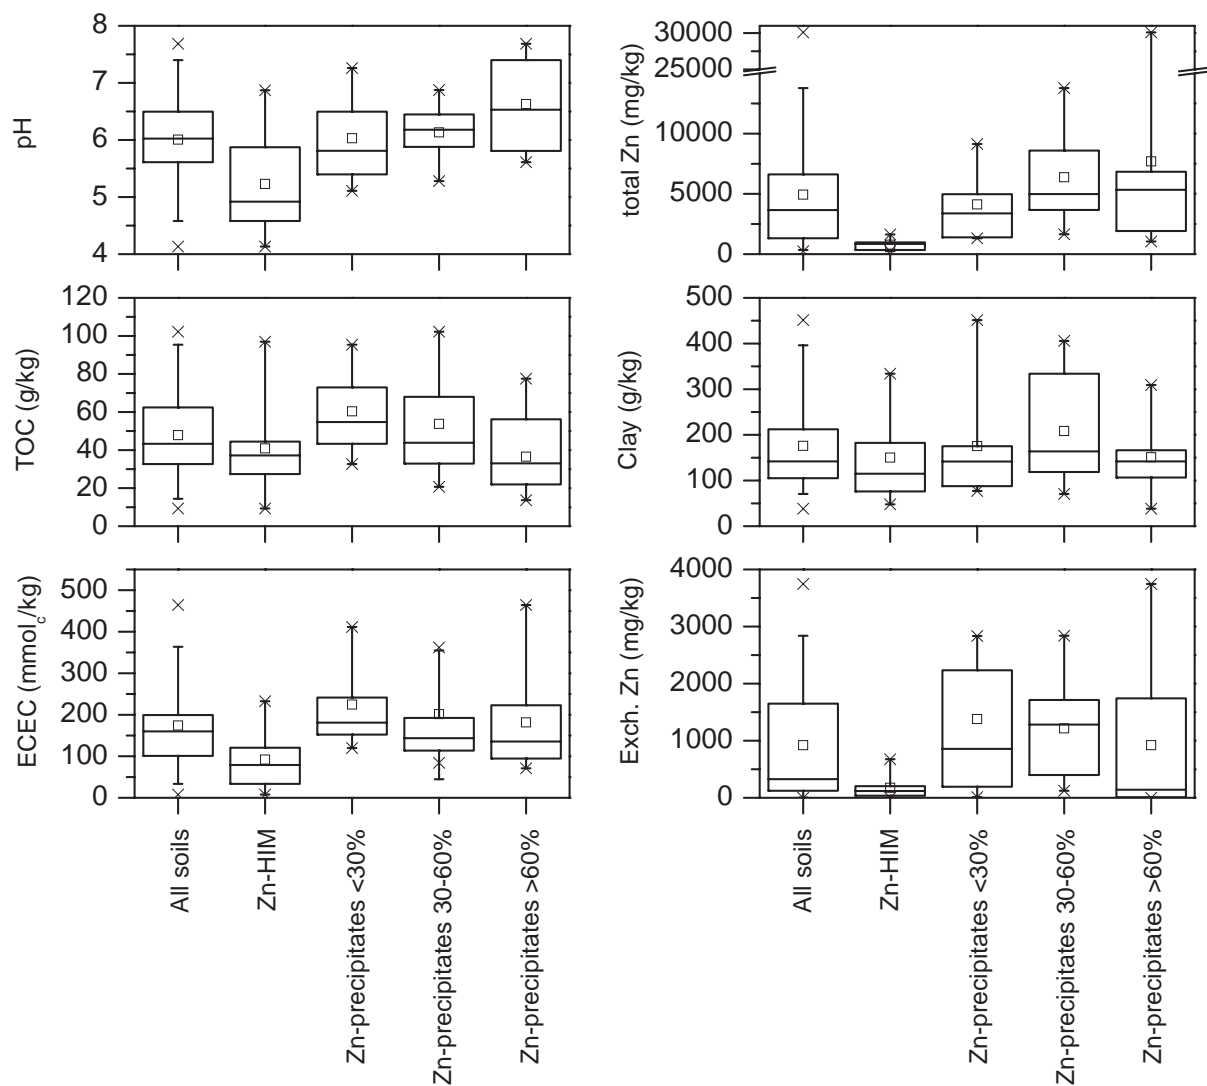 pH
8
7
6
5
4
total Zn (mg/kg)
30000
25000
10000
5000
0
TOC (g/kg)
120
100
80
60
40
20
0
Clay (g/kg)
500
400
300
200
100
0
ECEC (mmolc/kg)
500
400
300
200
100
0
Exch. Zn (mg/kg)
4000
3000
2000
1000
0
All soils
Zn-HIM
Zn-precipitates <30%
Zn-precipitates 30-60%
Zn-precipitates >60%
All soils
Zn-HIM
Zn-precipitates <30%
Zn-precipitates 30-60%
Zn-precipitates >60%